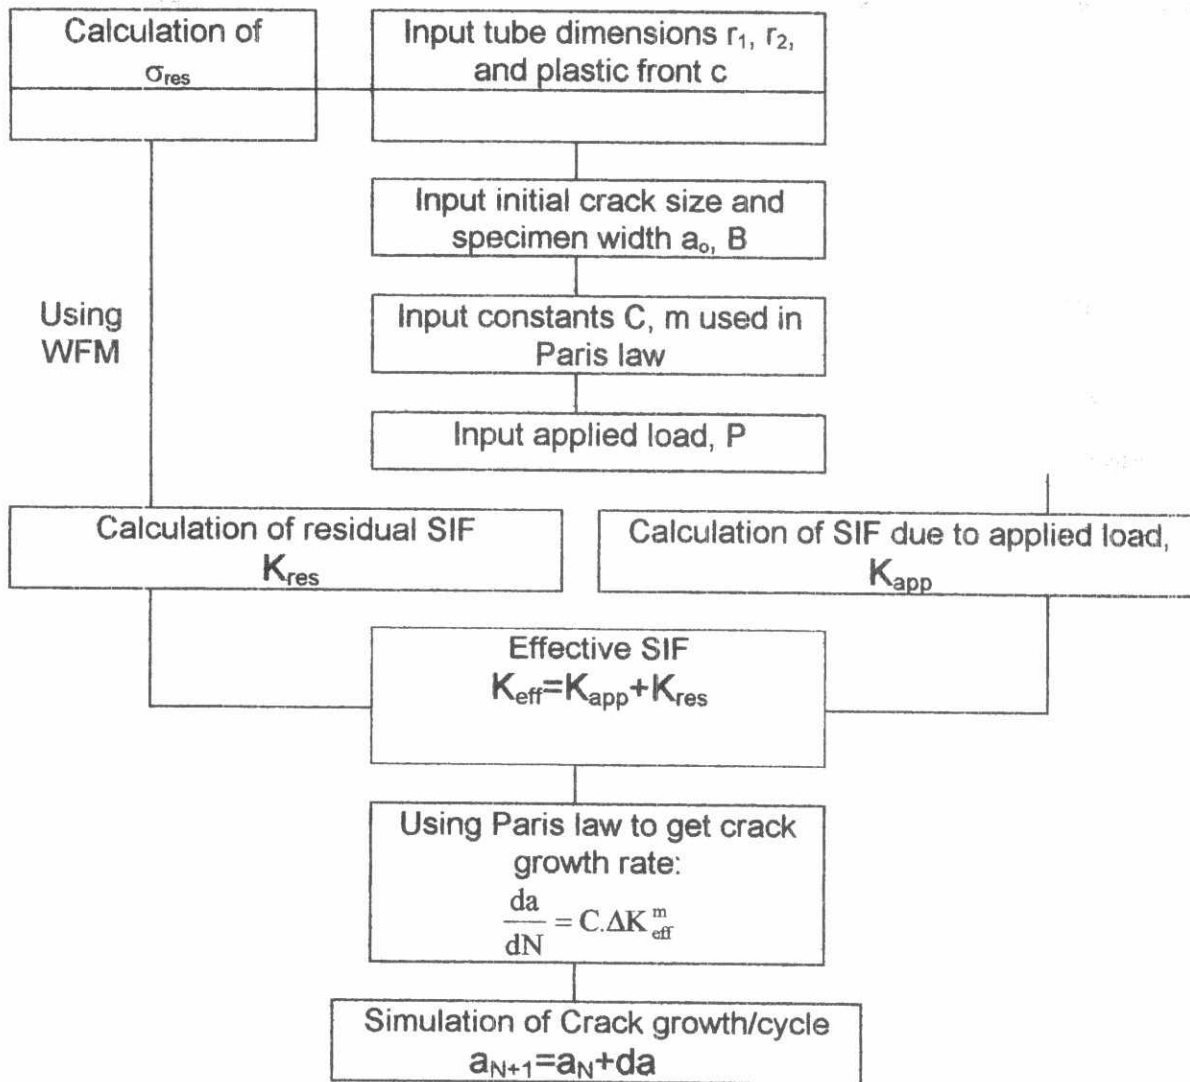 Calculation of
σres
Input tube dimensions r₁, r₂,
and plastic front c
Input initial crack size and
specimen width aₒ, B
Using
WFM
Input constants C, m used in
Paris law
Input applied load, P
Calculation of residual SIF
Kres
Calculation of SIF due to applied load,
Kapp
Effective SIF
Keff=Kapp+Kres
Using Paris law to get crack
growth rate:
da/dN = C.ΔK^m_eff
Simulation of Crack growth/cycle
aN+1=aN+da